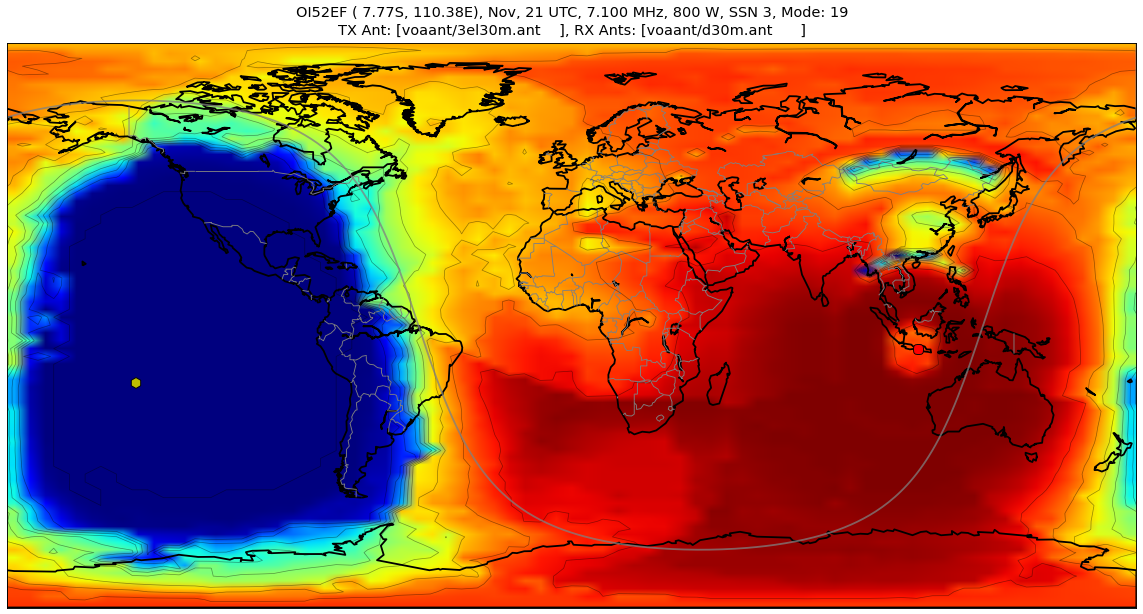 OI52EF ( 7.77S, 110.38E), Nov, 21 UTC, 7.100 MHz, 800 W, SSN 3, Mode: 19
TX Ant: [voaant/3el30m.ant    ], RX Ants: [voaant/d30m.ant      ]